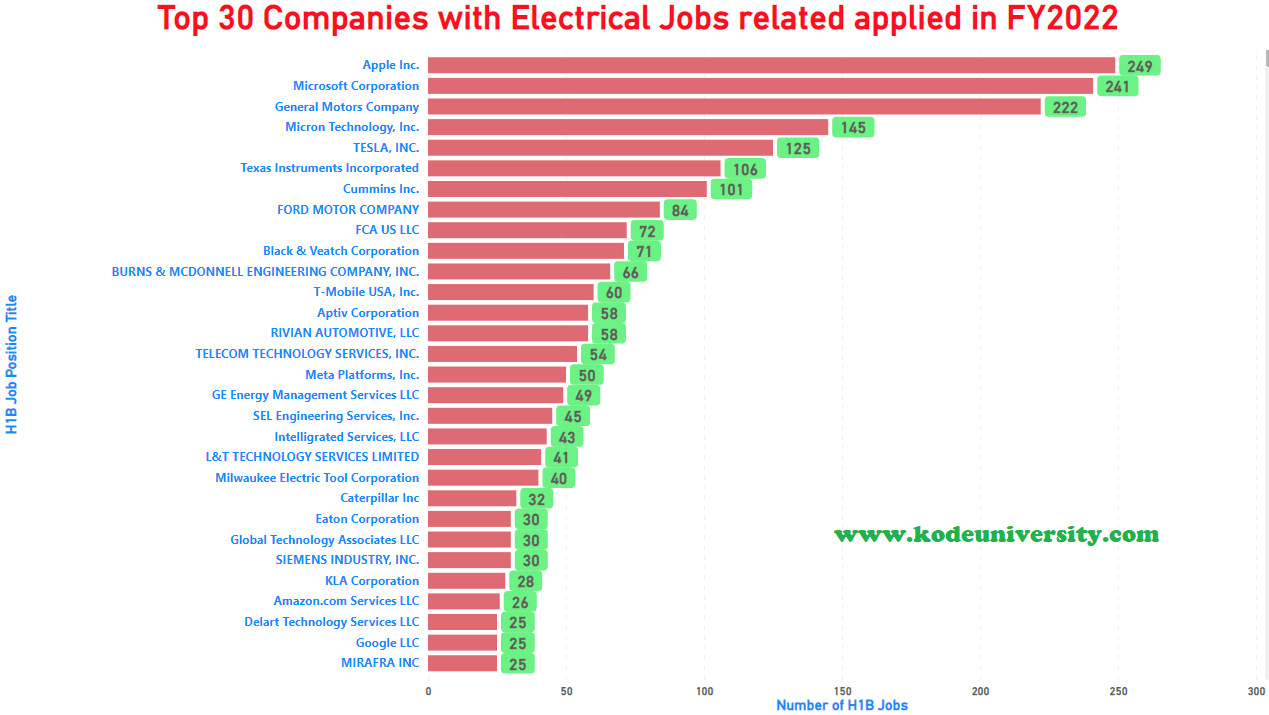 Top 30 Companies with Electrical Jobs related applied in FY2022
Apple Inc. 249
Microsoft Corporation 241
General Motors Company 222
Micron Technology, Inc. 145
TESLA, INC. 125
Texas Instruments Incorporated 106
Cummins Inc. 101
FORD MOTOR COMPANY 84
FCA US LLC 72
Black & Veatch Corporation 71
BURNS & MCDONNELL ENGINEERING COMPANY, INC. 66
T-Mobile USA, Inc. 60
Aptiv Corporation 58
RIVIAN AUTOMOTIVE, LLC 58
TELECOM TECHNOLOGY SERVICES, INC. 54
Meta Platforms, Inc. 50
GE Energy Management Services LLC 49
SEL Engineering Services, Inc. 45
Intelligrated Services, LLC 43
L&T TECHNOLOGY SERVICES LIMITED 41
Milwaukee Electric Tool Corporation 40
Caterpillar Inc 32
Eaton Corporation 30
Global Technology Associates LLC 30
SIEMENS INDUSTRY, INC. 30
KLA Corporation 28
Amazon.com Services LLC 26
Delart Technology Services LLC 25
Google LLC 25
MIRAFRA INC 25
H1B Job Position Title
www.kodeuniversity.com
0 50 100 150 200 250 300
Number of H1B Jobs